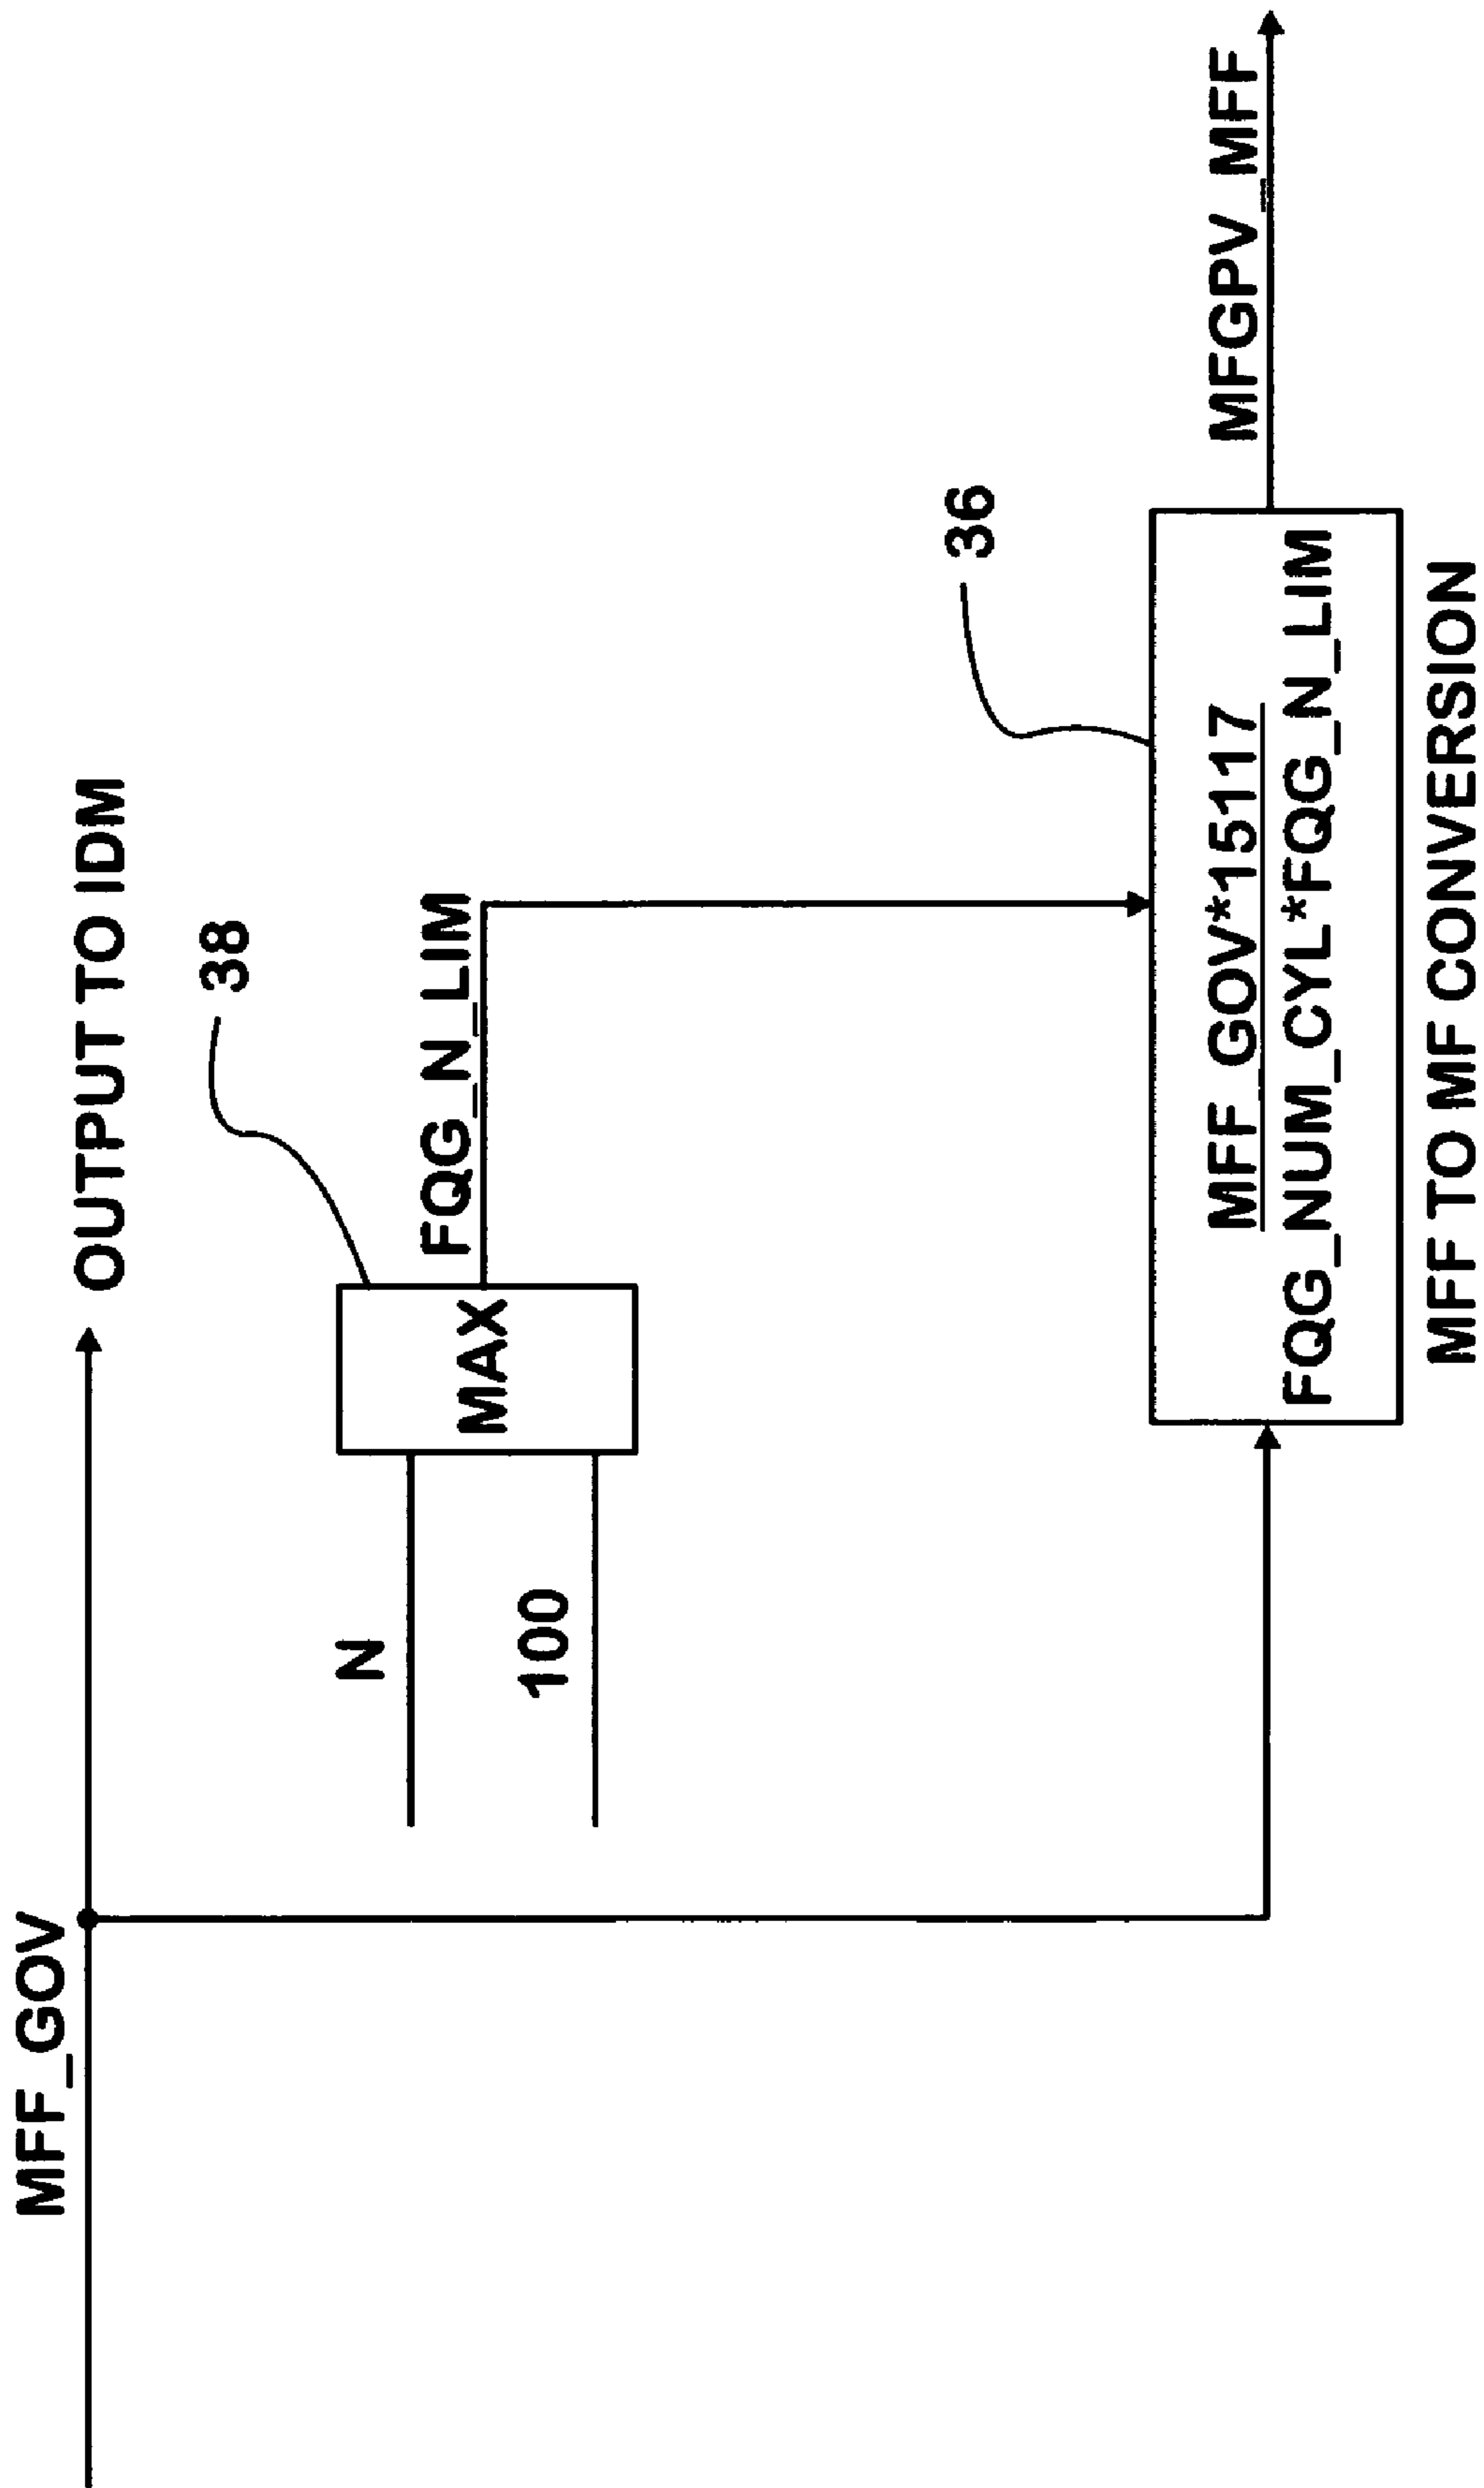 MFF_GOV
OUTPUT TO IDM
38
N
100
MAX
FQG_N_LIM
36
MFF_GOV*15117
FQG_NUM_CYL*FQG_N_LIM
MFF TO MF CONVERSION
MFGPV_MFF